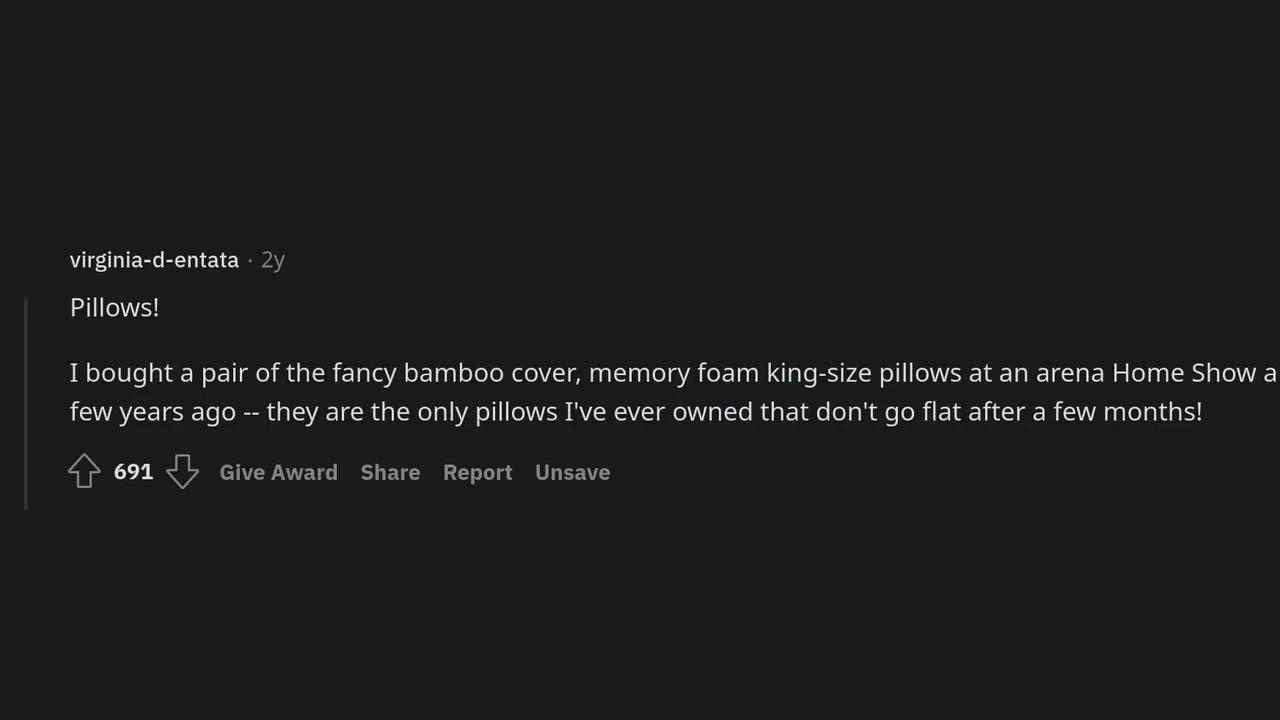 virginia-d-entata · 2y
Pillows!
I bought a pair of the fancy bamboo cover, memory foam king-size pillows at an arena Home Show a
few years ago -- they are the only pillows I've ever owned that don't go flat after a few months!
691 Give Award Share Report Unsave